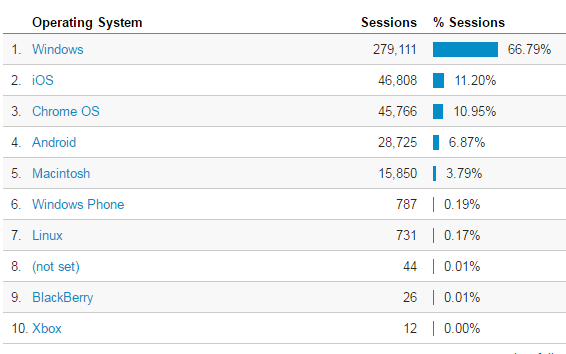 Operating System Sessions % Sessions
1. Windows 279,111 66.79%
2. iOS 46,808 11.20%
3. Chrome OS 45,766 10.95%
4. Android 28,725 6.87%
5. Macintosh 15,850 3.79%
6. Windows Phone 787 0.19%
7. Linux 731 0.17%
8. (not set) 44 0.01%
9. BlackBerry 26 0.01%
10. Xbox 12 0.00%